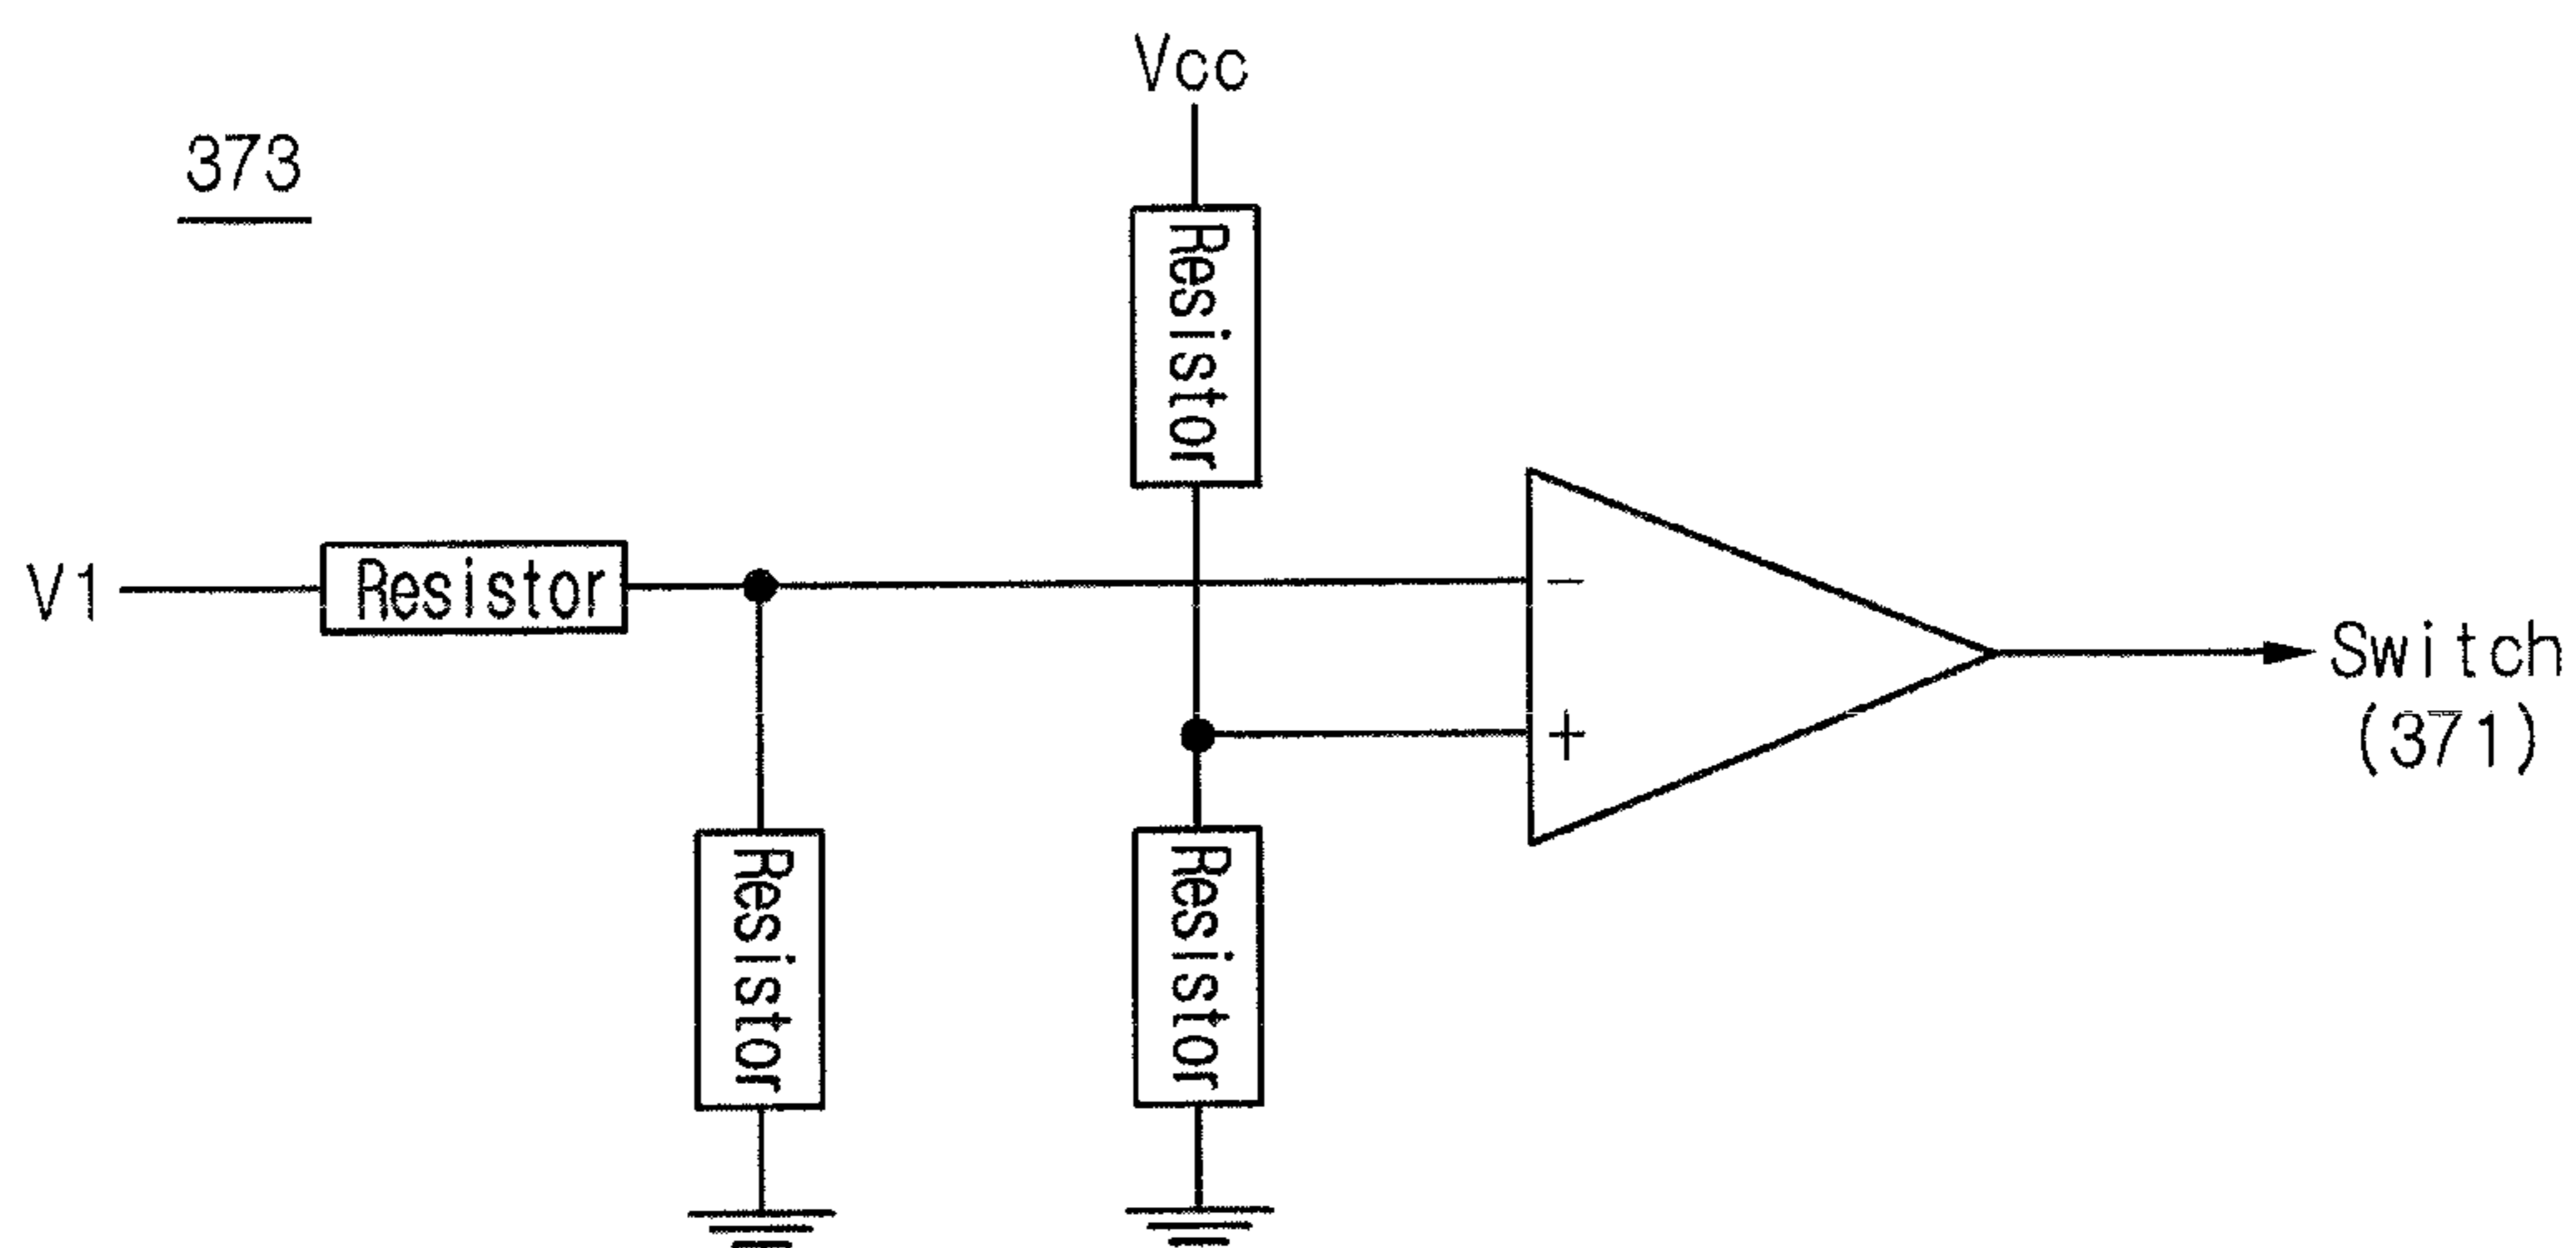 Vcc
373
Resistor
V1
Resistor
-
+
Switch
(371)
Resistor
Resistor